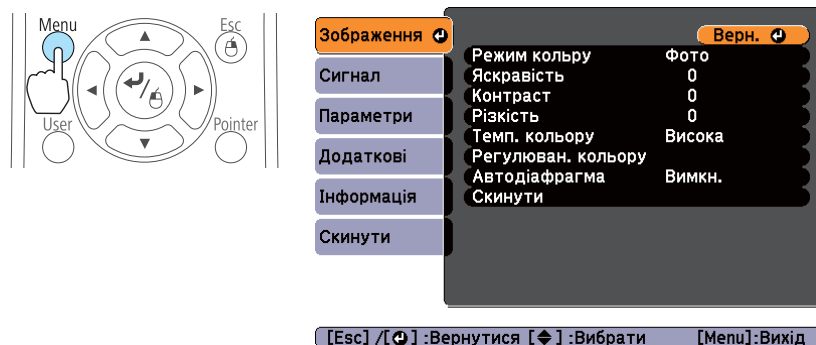 Menu
Esc
User
Pointer
Зображення
Сигнал
Параметри
Додаткові
Інформація
Скинути
Верн.
Режим кольру Фото
Яскравість 0
Контраст 0
Різкість 0
Темп. кольору Висока
Регулюван. кольору
Автодіафрагма Вимкн.
Скинути
[Esc] /[ ] :Вернутися [ ] :Вибрати [Menu]:Вихід